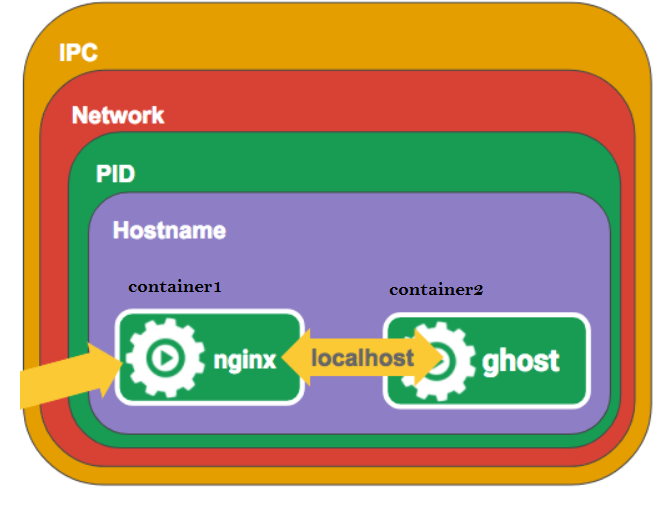 IPC
Network
PID
Hostname
container1
container2
nginx
localhost
ghost